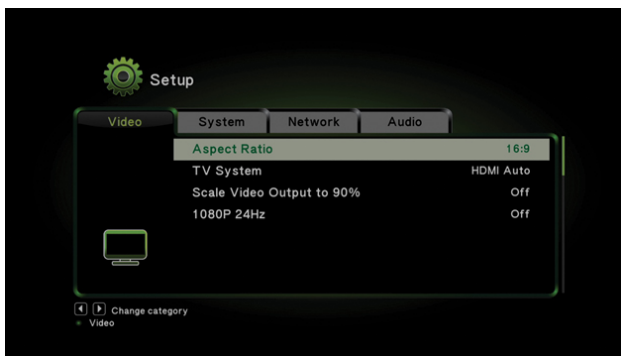 Setup
Video System Network Audio
Aspect Ratio 16:9
TV System HDMI Auto
Scale Video Output to 90% Off
1080P 24Hz Off
Change category
Video